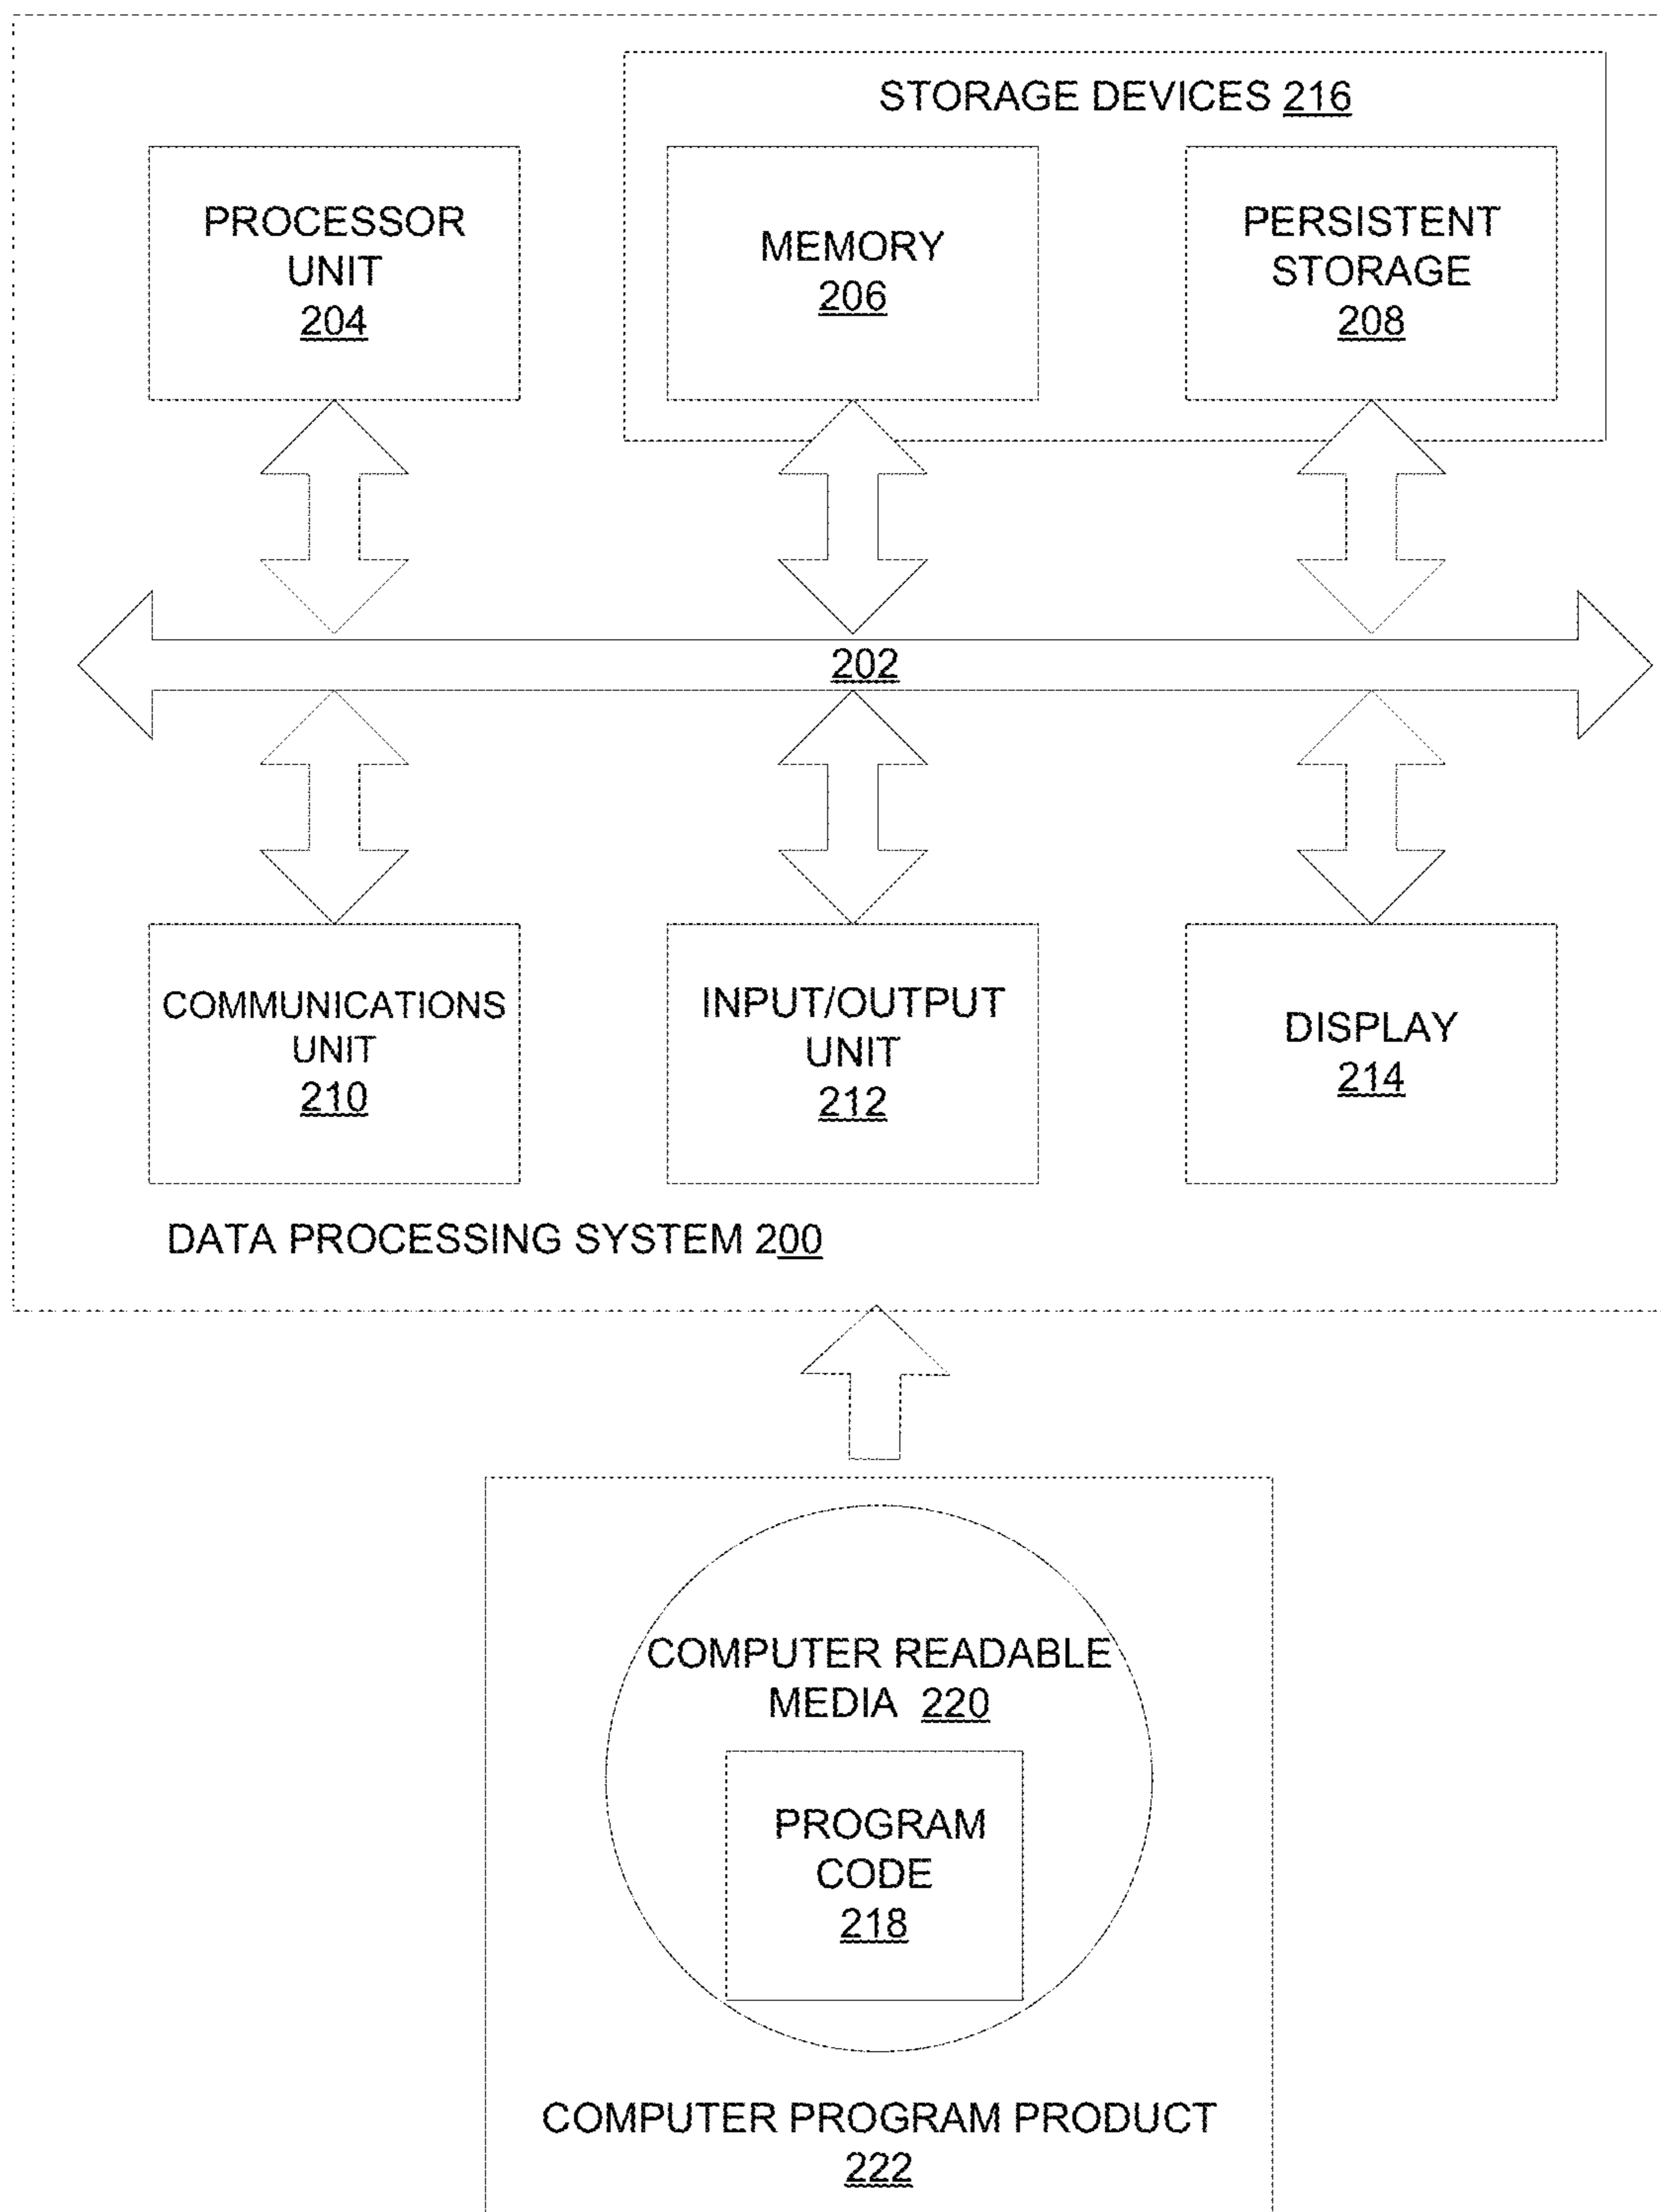 STORAGE DEVICES 216
PROCESSOR
UNIT
204
MEMORY
206
PERSISTENT
STORAGE
208
202
COMMUNICATIONS
UNIT
210
INPUT/OUTPUT
UNIT
212
DISPLAY
214
DATA PROCESSING SYSTEM 200
COMPUTER READABLE
MEDIA 220
PROGRAM
CODE
218
COMPUTER PROGRAM PRODUCT
222